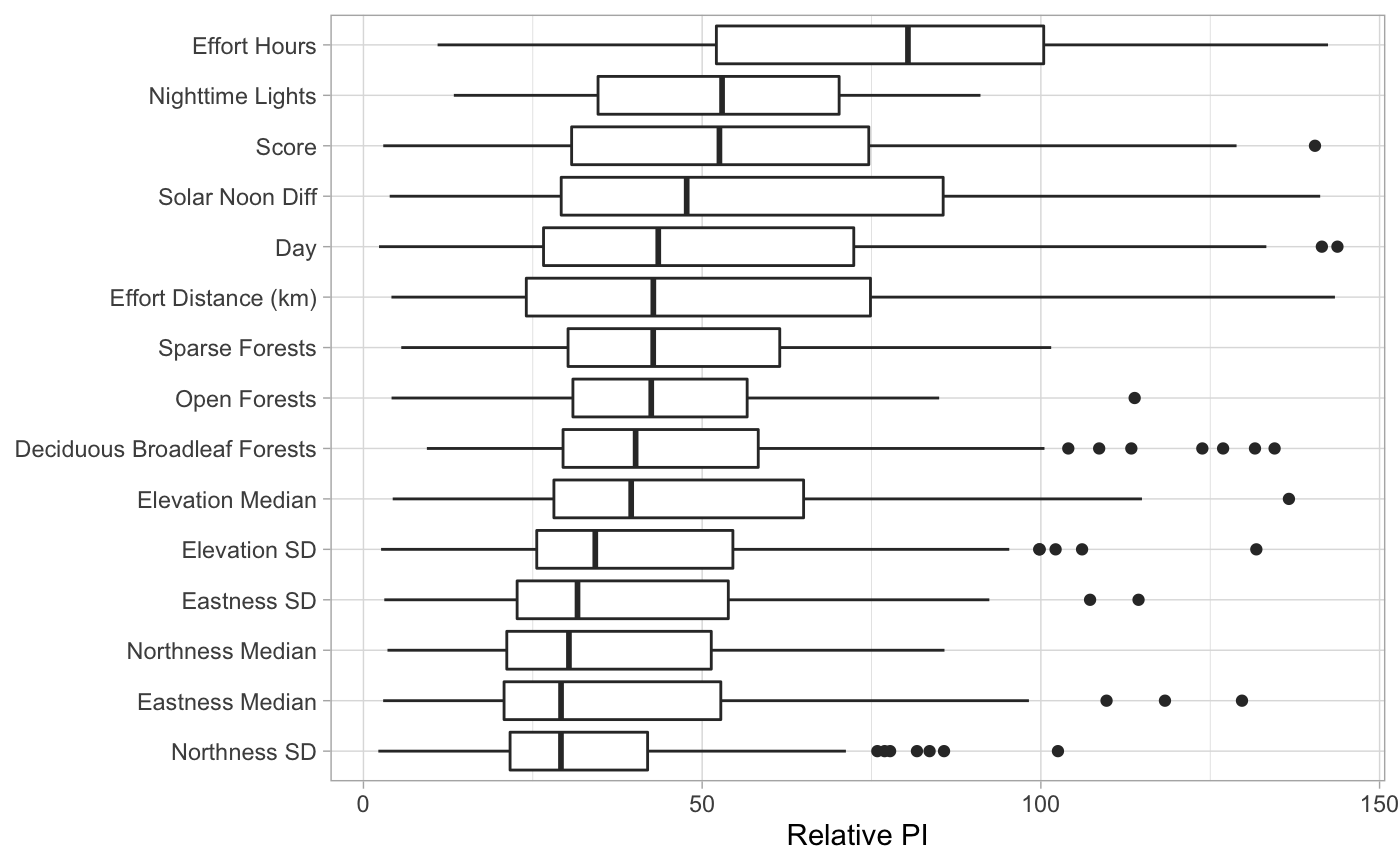 Effort Hours
Nighttime Lights
Score
Solar Noon Diff
Day
Effort Distance (km)
Sparse Forests
Open Forests
Deciduous Broadleaf Forests
Elevation Median
Elevation SD
Eastness SD
Northness Median
Eastness Median
Northness SD
0 50 100 150
Relative PI